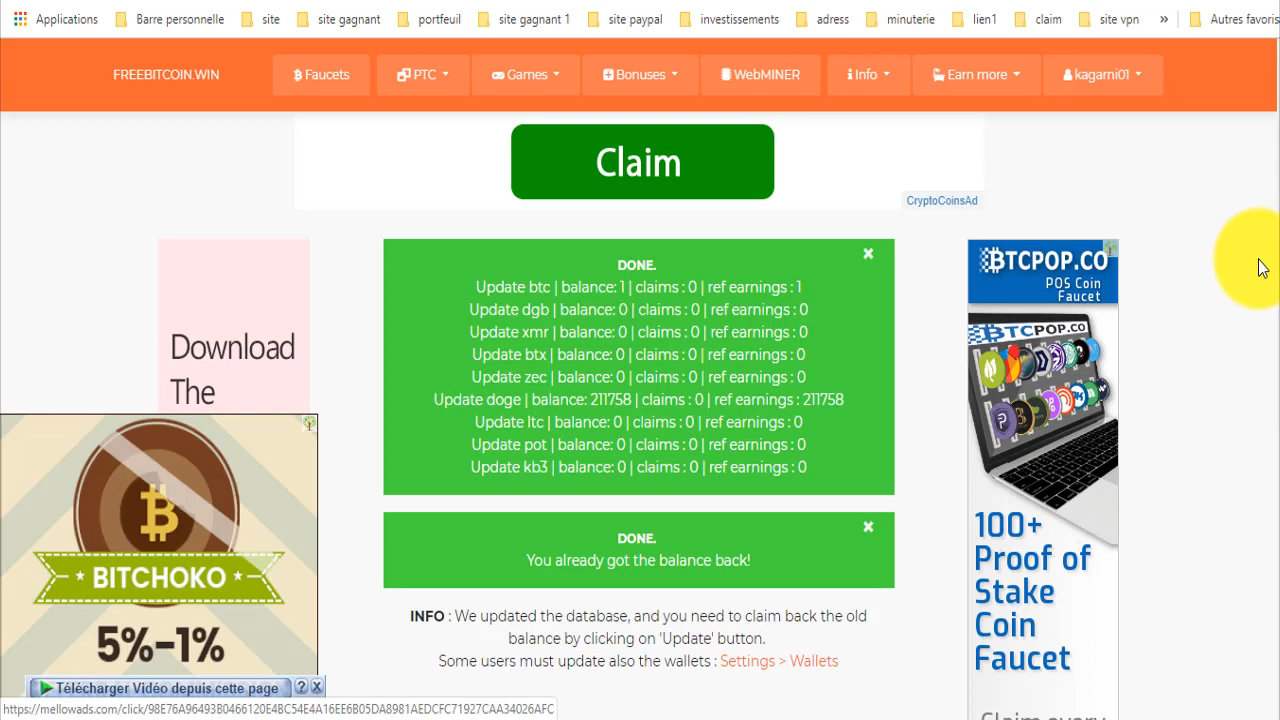 Applications Barre personnelle site site gagnant portfeuil site gagnant 1 site paypal investissements adress minuterie lien1 claim site vpn » Autres favoris
FREEBITCOIN.WIN Faucets PTC Games Bonuses WebMINER Info Earn more kagarni01
Claim
CryptoCoinsAd
DONE.
Update btc | balance: 1 | claims : 0 | ref earnings : 1
Update dgb | balance: 0 | claims : 0 | ref earnings : 0
Update xmr | balance: 0 | claims : 0 | ref earnings : 0
Update btx | balance: 0 | claims : 0 | ref earnings : 0
Update zec | balance: 0 | claims : 0 | ref earnings : 0
Update doge | balance: 211758 | claims : 0 | ref earnings : 211758
Update ltc | balance: 0 | claims : 0 | ref earnings : 0
Update pot | balance: 0 | claims : 0 | ref earnings : 0
Update kb3 | balance: 0 | claims : 0 | ref earnings : 0
DONE.
You already got the balance back!
INFO : We updated the database, and you need to claim back the old
balance by clicking on 'Update' button.
Some users must update also the wallets : Settings > Wallets
Download
The
BITCHOKO
5%-1%
Télécharger Vidéo depuis cette page ? X
https://mellowads.com/click/98E76A96493B0466120E4BC54E4A16EE6B05DA8981AEDCFC71927CAA34026AFC
BTCPOP.CO
POS Coin
Faucet
BTCPOP.CO
100+
Proof of
Stake
Coin
Faucet
Claim every